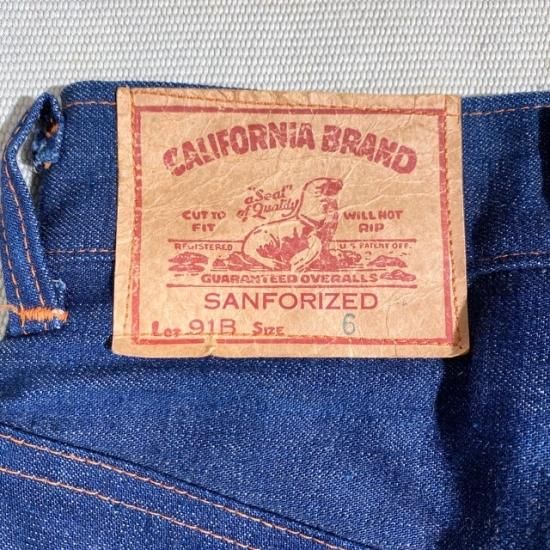 CALIFORNIA BRAND
"a Seal"
of Quality
CUT TO FIT
WILL NOT RIP
REGISTERED U.S. PATENT OFF.
GUARANTEED OVERALLS
SANFORIZED
LOT 91B SIZE 6